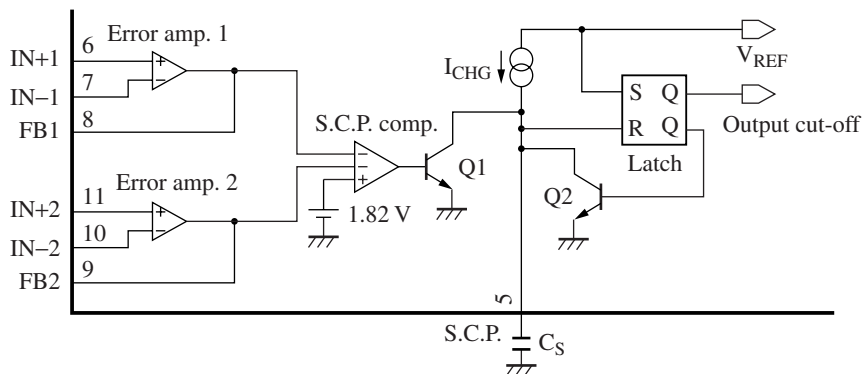 Error amp. 1
IN+1
6
IN−1
7
FB1
8
+
−
Error amp. 2
IN+2
11
IN−2
10
FB2
9
+
−
S.C.P. comp.
−
−
+
1.82 V
Q1
I_CHG
V_REF
S Q
R Q
Latch
Output cut-off
Q2
5
S.C.P.
C_S